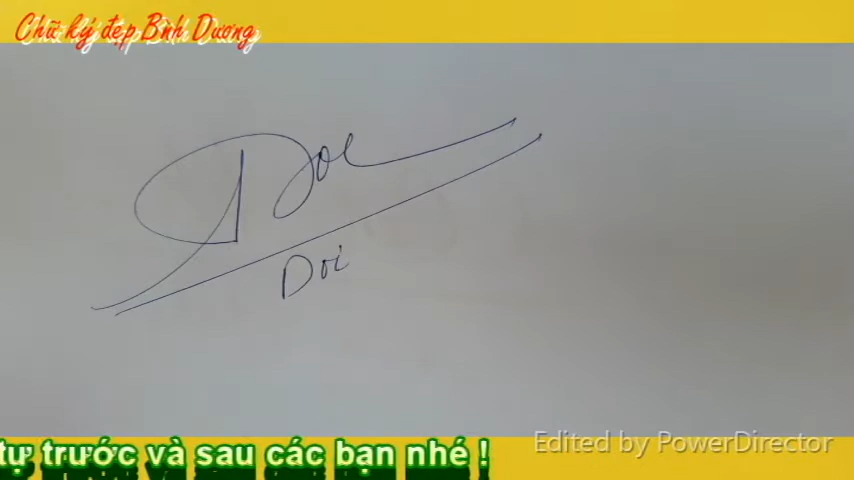 Chữ ký đẹp Bình Dương
Doi
Doi
tự trước và sau các bạn nhé !
Edited by PowerDirector